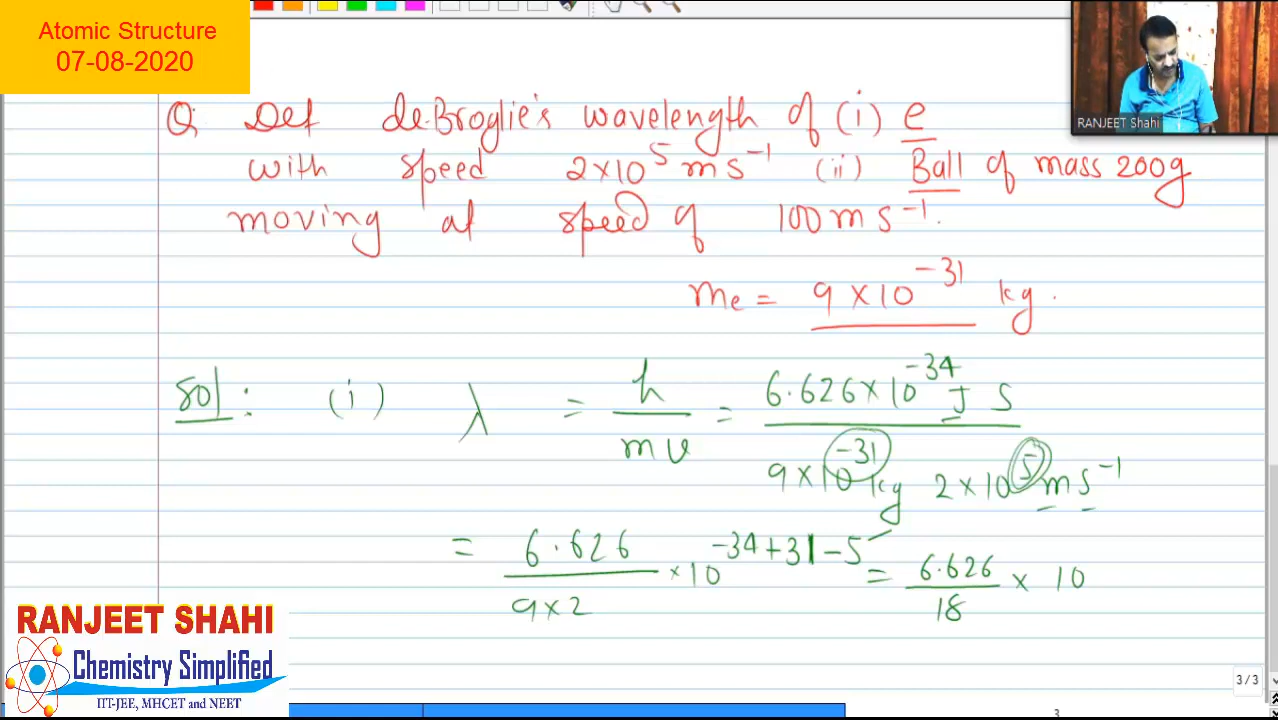 Atomic Structure
07-08-2020
RANJEET Shahi
Q: Det de-Broglie's wavelength of (i) e
with speed 2×10⁵ ms⁻¹ (ii) Ball of mass 200g
moving at speed of 100 m s⁻¹.
me = 9 × 10⁻³¹ kg.
Sol: (i) λ = h / mv = 6.626×10⁻³⁴ J S / 9×10⁻³¹ kg 2×10⁵ m s⁻¹
= 6.626 / 9×2 ×10⁻³⁴⁺³¹⁻⁵ = 6.626 / 18 × 10
RANJEET SHAHI
Chemistry Simplified
IIT-JEE, MHCET and NEET
3/3
3